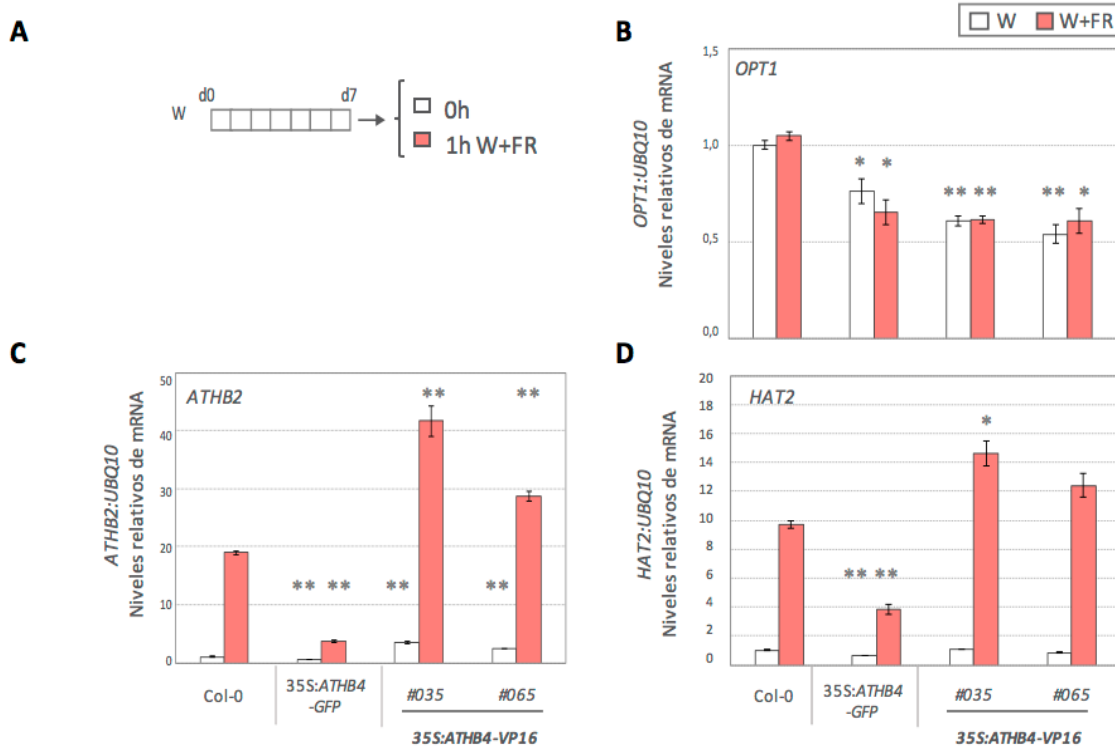 A
W
d0
d7
0h
1h W+FR
W
W+FR
B
OPT1
OPT1:UBQ10
Niveles relativos de mRNA
1,5
1,0
0,5
0,0
* *
** **
** *
C
ATHB2
ATHB2:UBQ10
Niveles relativos de mRNA
50
40
30
20
10
0
** **
** **
** **
Col-0
35S:ATHB4
-GFP
#035
#065
35S:ATHB4-VP16
D
HAT2
HAT2:UBQ10
Niveles relativos de mRNA
20
18
16
14
12
10
8
6
4
2
0
** **
*
Col-0
35S:ATHB4
-GFP
#035
#065
35S:ATHB4-VP16